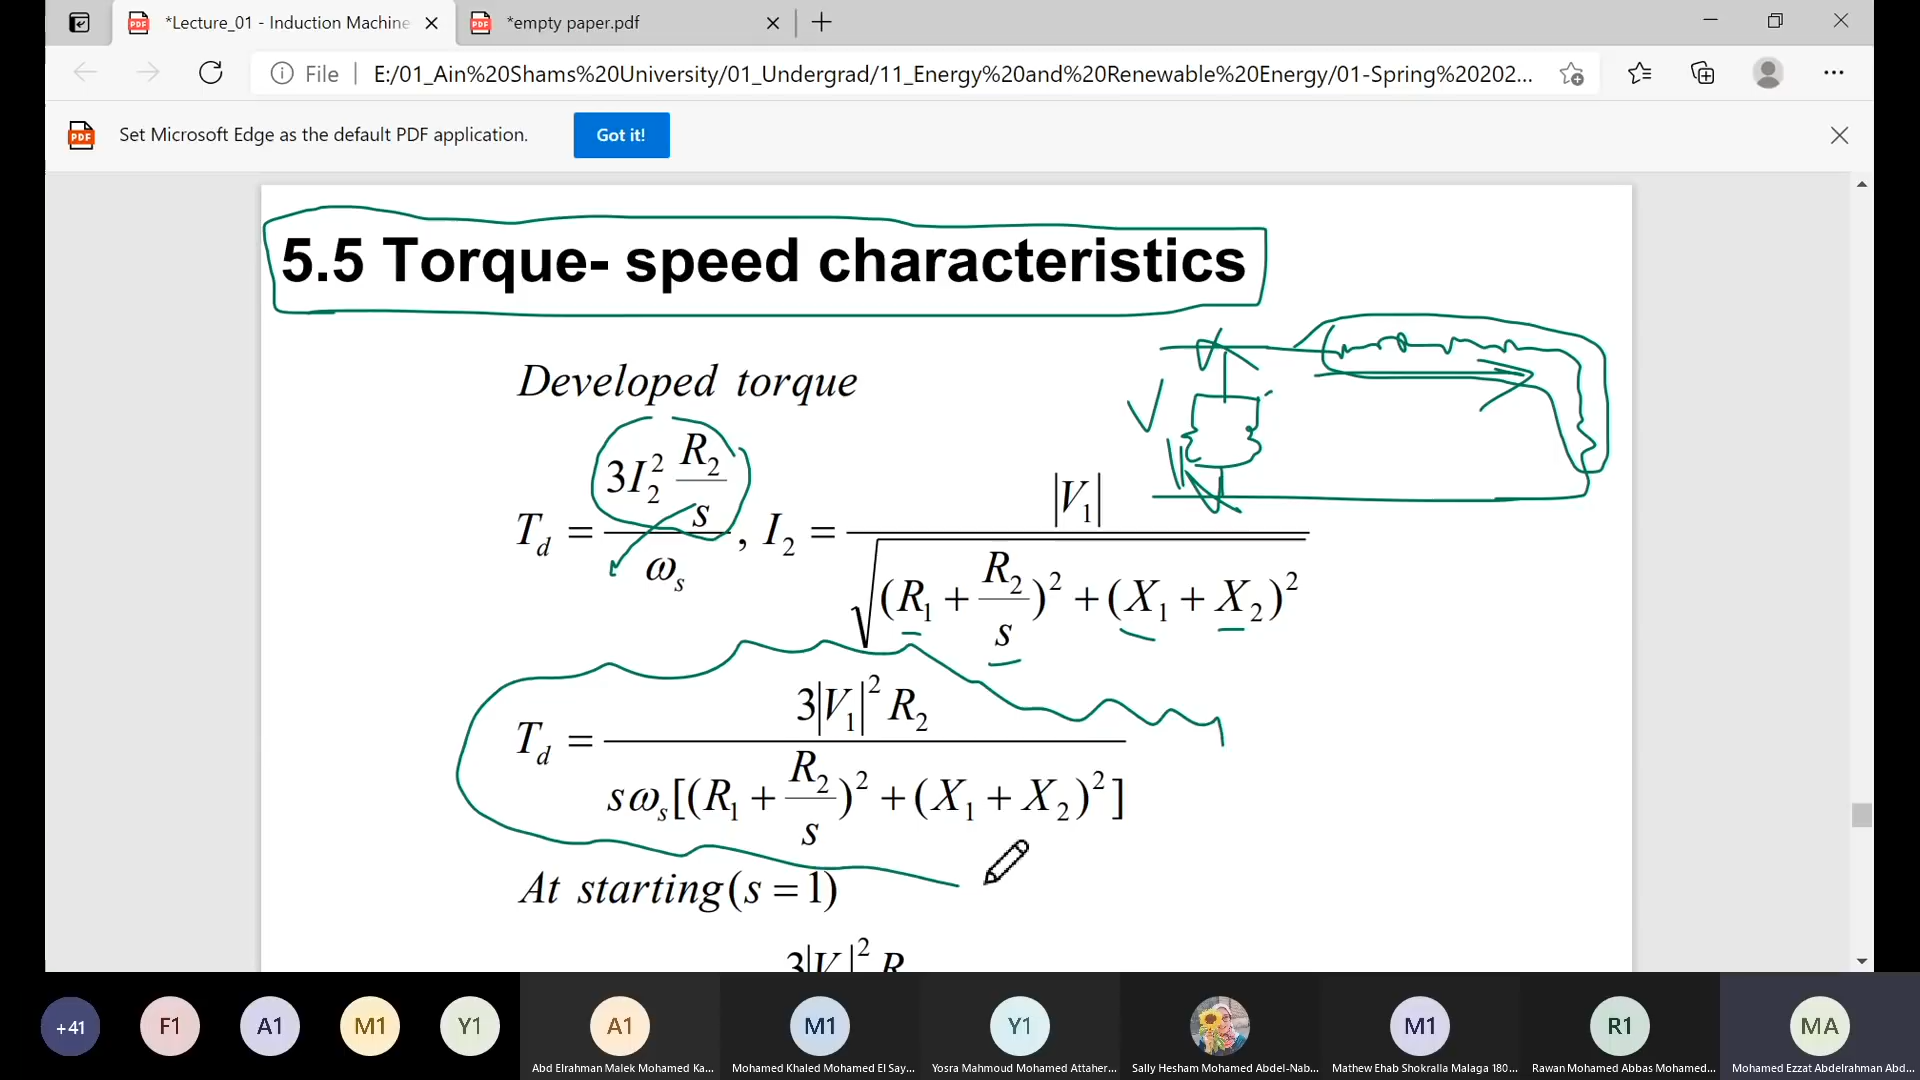 *Lecture_01 - Induction Machine
*empty paper.pdf
File
E:/01_Ain%20Shams%20University/01_Undergrad/11_Energy%20and%20Renewable%20Energy/01-Spring%20202...
PDF
Set Microsoft Edge as the default PDF application.
Got it!
5.5 Torque- speed characteristics
Developed torque
T_d = (3I_2^2 R_2/s)/ω_s , I_2 = |V_1|/√((R_1 + R_2/s)^2 + (X_1 + X_2)^2)
V
T_d = 3|V_1|^2 R_2/(sω_s[(R_1 + R_2/s)^2 + (X_1 + X_2)^2])
At starting(s = 1)
+41
F1
A1
M1
Y1
A1
M1
Y1
M1
R1
MA
Abd Elrahman Malek Mohamed Ka...
Mohamed Khaled Mohamed El Say...
Yosra Mahmoud Mohamed Attaher...
Sally Hesham Mohamed Abdel-Nab...
Mathew Ehab Shokralla Malaga 180...
Rawan Mohamed Abbas Mohamed...
Mohamed Ezzat Abdelrahman Abd...